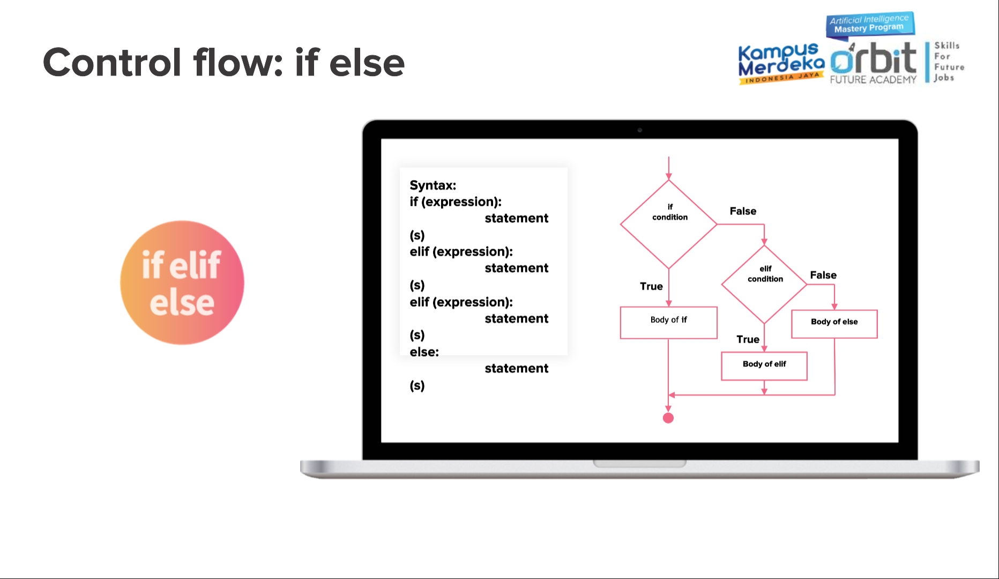 Control flow: if else
Artificial Intelligence
Mastery Program
Kampus
Merdeka
INDONESIA JAYA
orbit
FUTURE ACADEMY
Skills
For
Future
Jobs
if elif
else
Syntax:
if (expression):
statement
(s)
elif (expression):
statement
(s)
elif (expression):
statement
(s)
else:
statement
(s)
if
condition
False
elif
condition
False
True
Body of if
Body of else
True
Body of elif